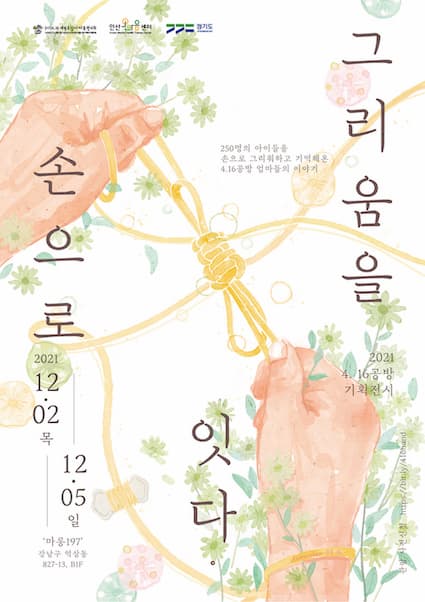 경기도
그리움을
손으로
잇다.
250명의 아이들을
손으로 그리워하고 기억해온
4.16공방 엄마들의 이야기
2021
4.16공방
기획전시
2021
12.02
목
12.05
일
'마롱197'
강남구 역삼동
827-13, B1F